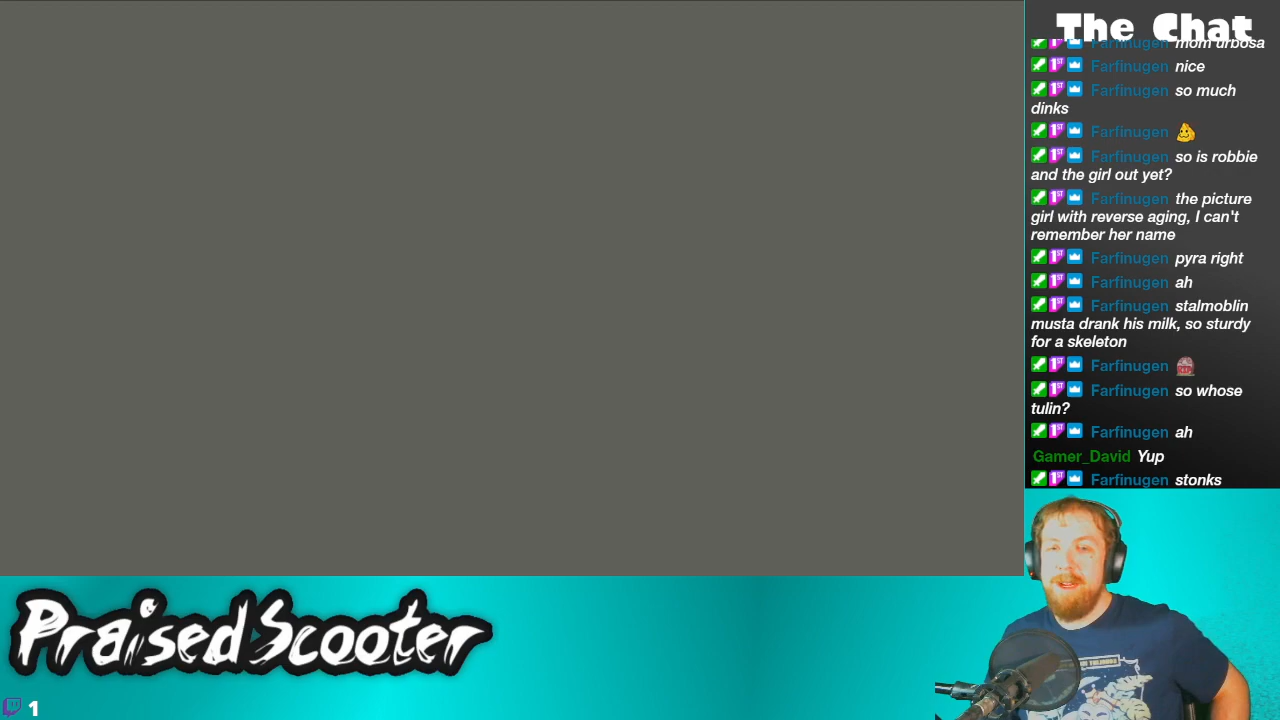 The Chat
Farfinugen mom urbosa
Farfinugen nice
Farfinugen so much
dinks
Farfinugen
Farfinugen so is robbie
and the girl out yet?
Farfinugen the picture
girl with reverse aging, I can't
remember her name
Farfinugen pyra right
Farfinugen ah
Farfinugen stalmoblin
musta drank his milk, so sturdy
for a skeleton
Farfinugen
Farfinugen so whose
tulin?
Farfinugen ah
Gamer_David Yup
Farfinugen stonks
PraisedScooter
1